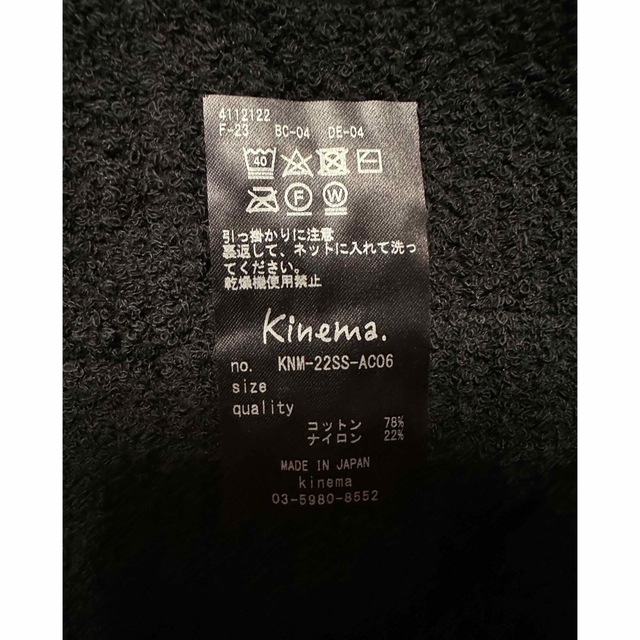 4112122
F-23 BC-04 DE-04
40
F W
引っ掛かりに注意
裏返して、ネットに入れて洗っ
てください。
乾燥機使用禁止
Kinema.
no. KNM-22SS-AC06
size
quality
コットン 78%
ナイロン 22%
MADE IN JAPAN
kinema
03-5980-8552